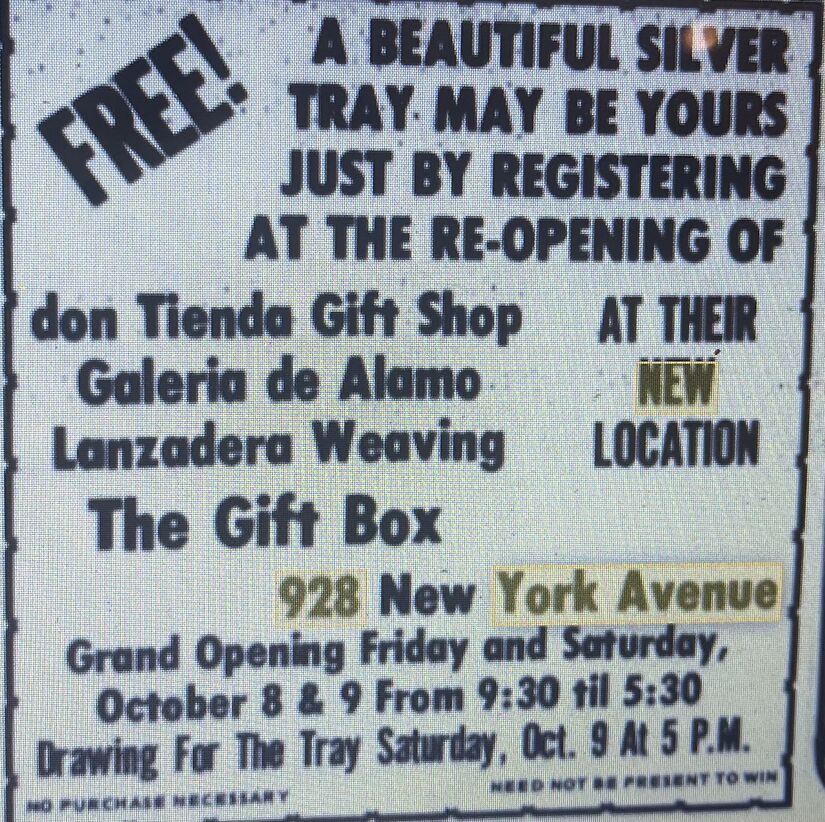 FREE!
A BEAUTIFUL SILVER
TRAY MAY BE YOURS
JUST BY REGISTERING
AT THE RE-OPENING OF
don Tienda Gift Shop
Galeria de Alamo
Lanzadera Weaving
The Gift Box
AT THEIR
NEW
LOCATION
928 New York Avenue
Grand Opening Friday and Saturday,
October 8 & 9 From 9:30 til 5:30
Drawing For The Tray Saturday, Oct. 9 At 5 P.M.
NO PURCHASE NECESSARY
NEED NOT BE PRESENT TO WIN